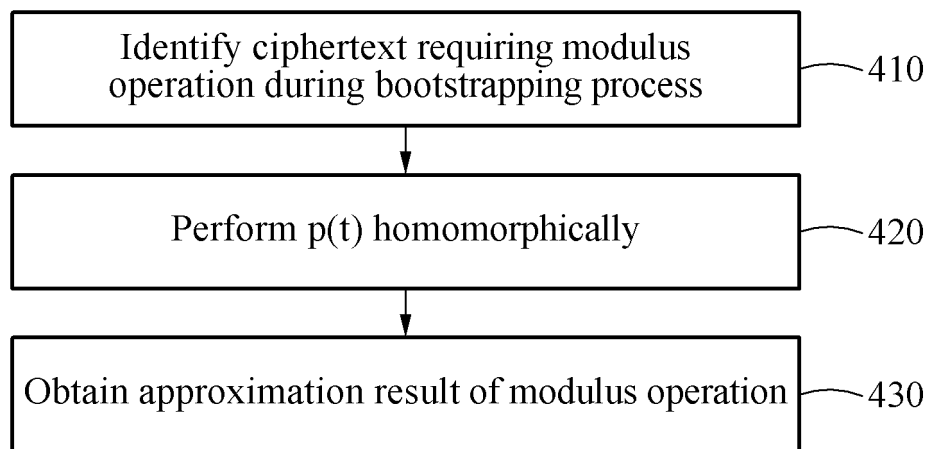 Identify ciphertext requiring modulus
operation during bootstrapping process
410
Perform p(t) homomorphically
420
Obtain approximation result of modulus operation
430